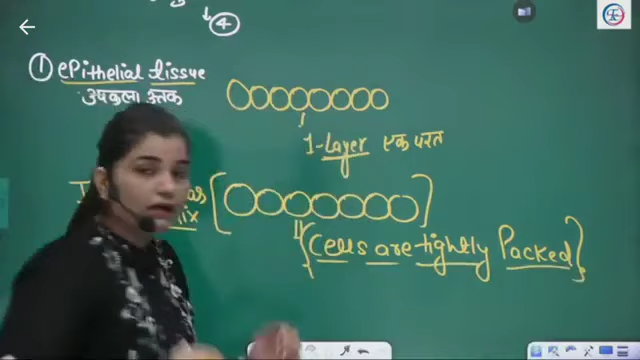 ④
① epithelial tissue
उपकला ऊतक
1-Layer एक परत
Cells are tightly Packed